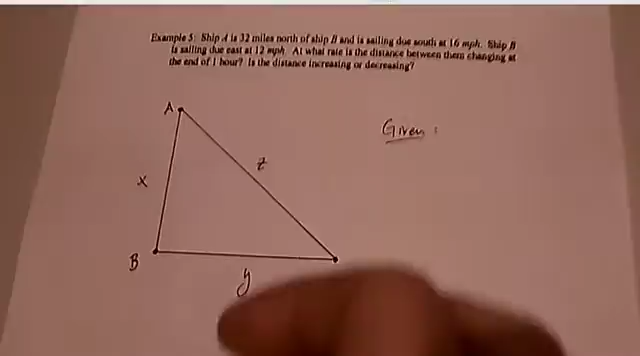 Example 5: Ship A is 32 miles north of ship B and is sailing due south at 16 mph. Ship B
is sailing due east at 12 mph. At what rate is the distance between them changing at
the end of 1 hour? Is the distance increasing or decreasing?
A
Given:
z
x
B
y